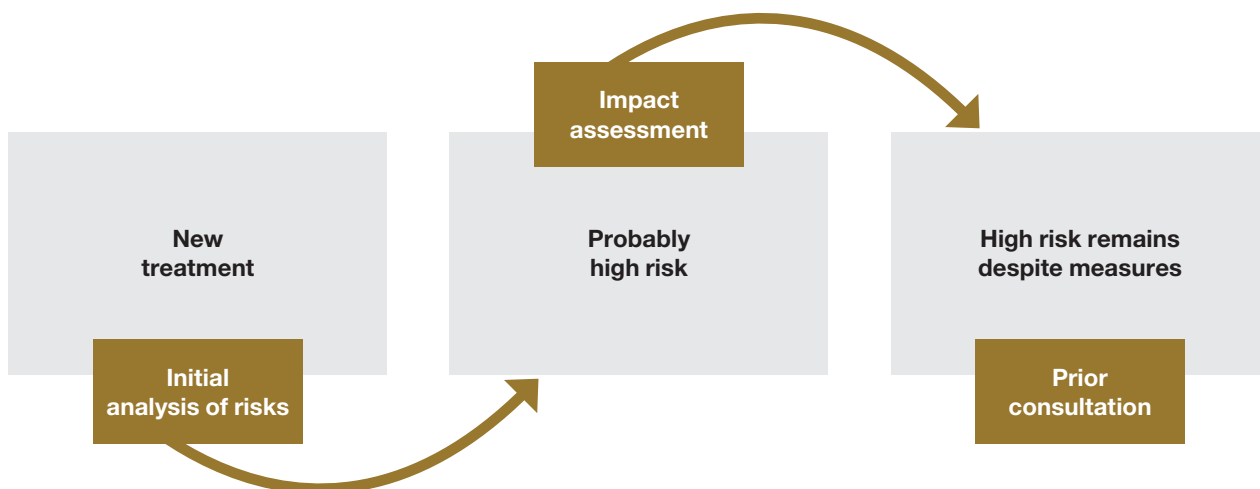 New
treatment
Initial
analysis of risks
Impact
assessment
Probably
high risk
High risk remains
despite measures
Prior
consultation